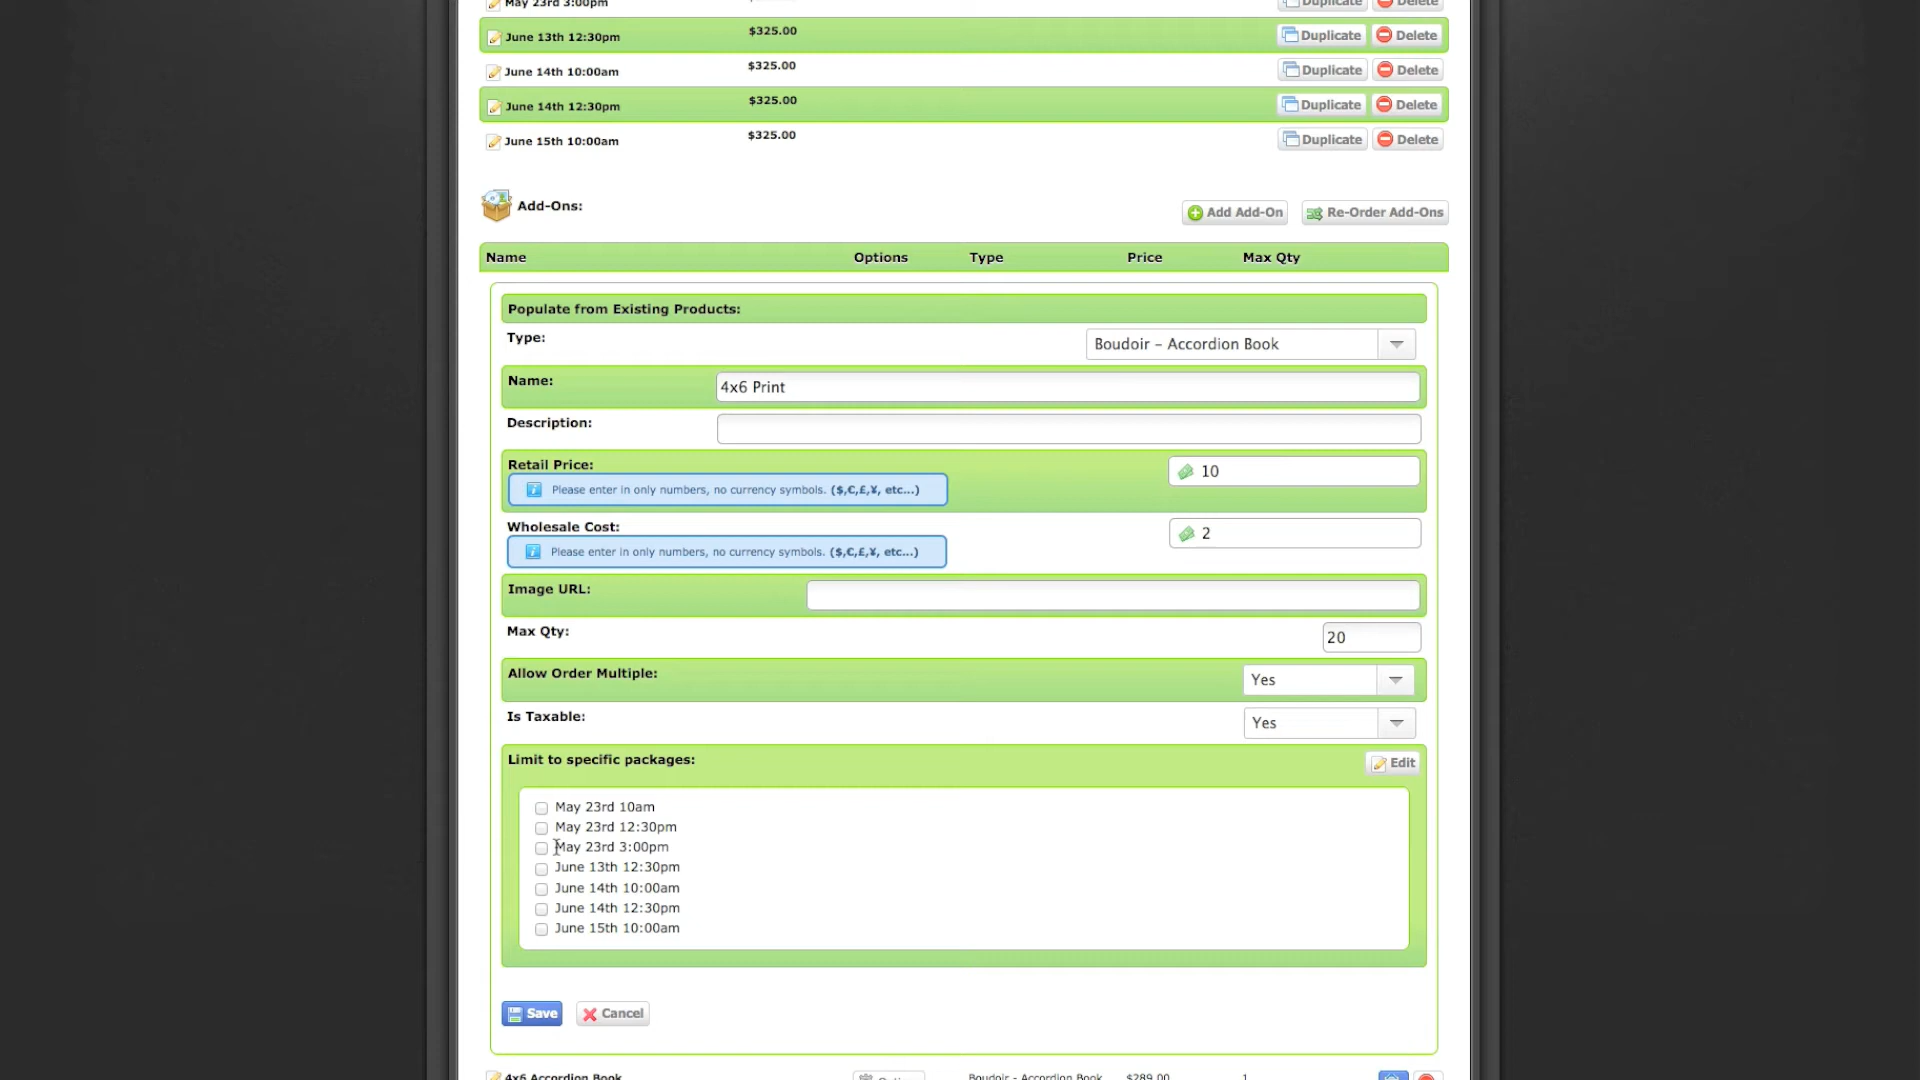 May 23rd 3:00pm Duplicate Delete
June 13th 12:30pm $325.00 Duplicate Delete
June 14th 10:00am $325.00 Duplicate Delete
June 14th 12:30pm $325.00 Duplicate Delete
June 15th 10:00am $325.00 Duplicate Delete
Add-Ons: Add Add-On Re-Order Add-Ons
Name Options Type Price Max Qty
Populate from Existing Products:
Type: Boudoir – Accordion Book
Name: 4x6 Print
Description:
Retail Price: 10
Please enter in only numbers, no currency symbols. ($,€,£,¥, etc...)
Wholesale Cost: 2
Please enter in only numbers, no currency symbols. ($,€,£,¥, etc...)
Image URL:
Max Qty: 20
Allow Order Multiple: Yes
Is Taxable: Yes
Limit to specific packages: Edit
May 23rd 10am
May 23rd 12:30pm
May 23rd 3:00pm
June 13th 12:30pm
June 14th 10:00am
June 14th 12:30pm
June 15th 10:00am
Save Cancel
4x6 Accordion Book Boudoir - Accordion Book $289.00 1